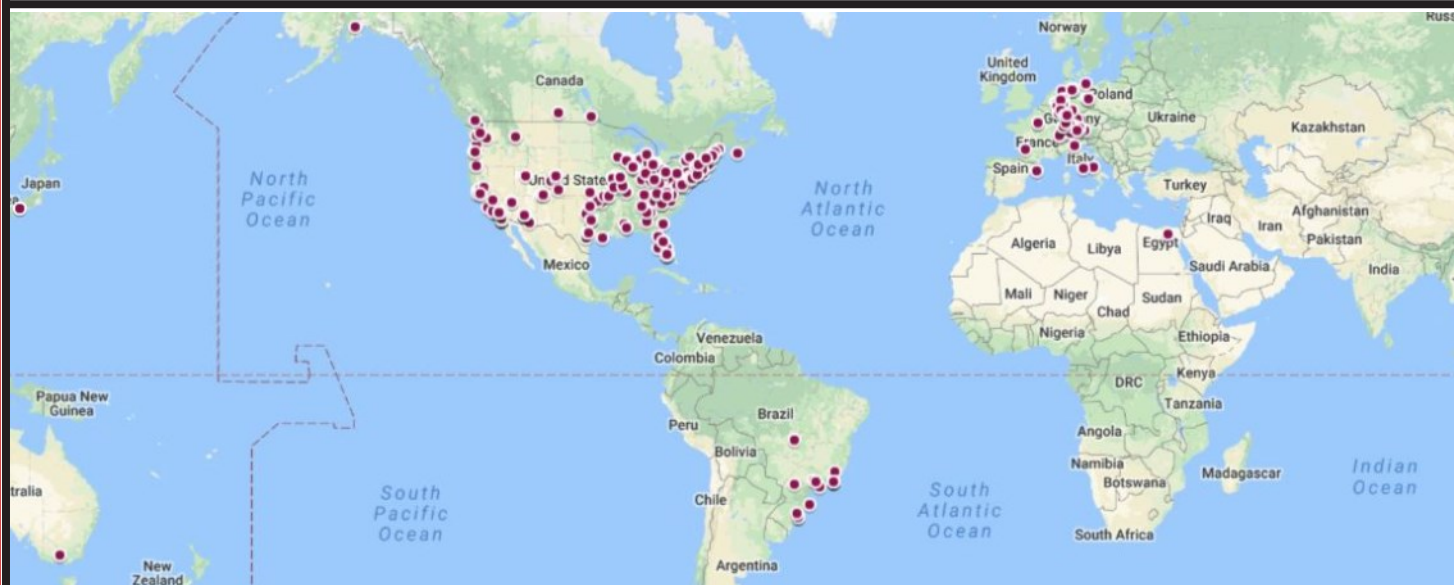 Russ
Norway
Canada
United
Kingdom
Poland
Ukraine
Kazakhstan
France
Italy
Spain
Japan
North
Pacific
Ocean
North
Atlantic
Ocean
Turkey
Iraq
Iran
Afghanistan
Pakistan
Algeria
Libya
Egypt
Saudi Arabia
India
Mexico
Mali
Niger
Chad
Sudan
Nigeria
Ethiopia
Venezuela
Colombia
DRC
Kenya
Tanzania
Papua New
Guinea
Peru
Brazil
Bolivia
Angola
Namibia
Botswana
Madagascar
Indian
Ocean
tralia
South
Pacific
Ocean
Chile
South
Atlantic
Ocean
South Africa
New
Zealand
Argentina